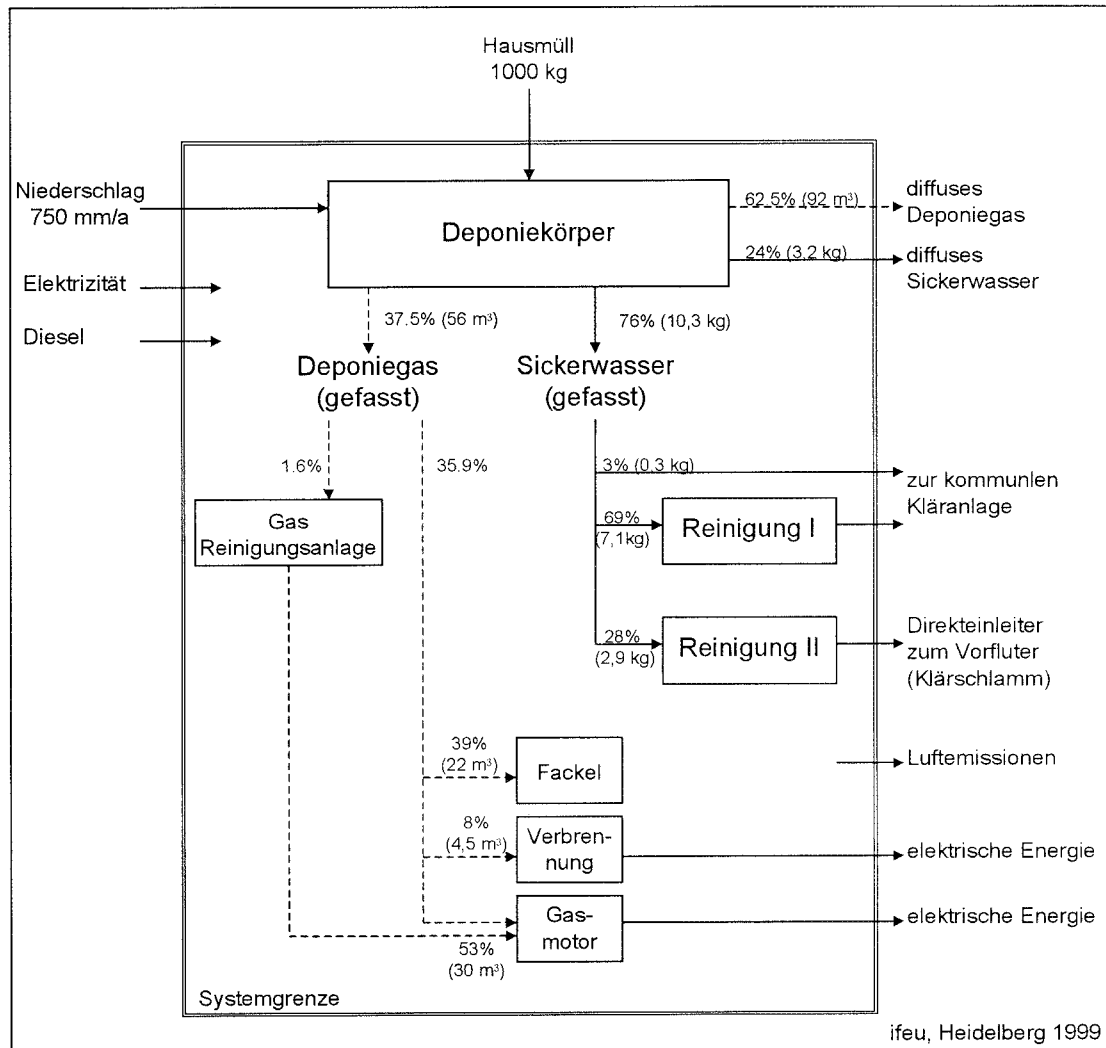 Hausmüll
1000 kg
Niederschlag
750 mm/a
Elektrizität
Diesel
Deponiekörper
62.5% (92 m³)
diffuses
Deponiegas
24% (3,2 kg)
diffuses
Sickerwasser
37.5% (56 m³)
76% (10,3 kg)
Deponiegas
(gefasst)
Sickerwasser
(gefasst)
1.6%
35.9%
3% (0.3 kg)
zur kommunlen
Kläranlage
Gas
Reinigungsanlage
69%
(7,1kg)
Reinigung I
28%
(2,9 kg)
Reinigung II
Direkteinleiter
zum Vorfluter
(Klärschlamm)
39%
(22 m³)
Fackel
Luftemissionen
8%
(4,5 m³)
Verbren-
nung
elektrische Energie
Gas-
motor
elektrische Energie
53%
(30 m³)
Systemgrenze
ifeu, Heidelberg 1999